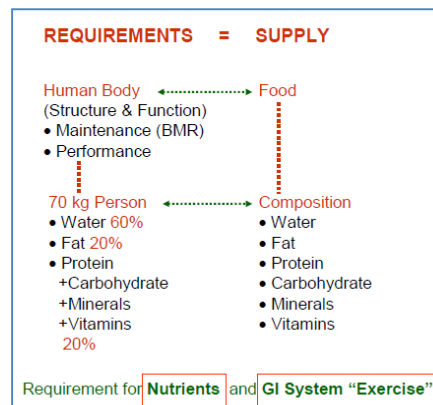 REQUIREMENTS = SUPPLY
Human Body
(Structure & Function)
• Maintenance (BMR)
• Performance
Food
70 kg Person
• Water 60%
• Fat 20%
• Protein
+Carbohydrate
+Minerals
+Vitamins
20%
Composition
• Water
• Fat
• Protein
• Carbohydrate
• Minerals
• Vitamins
Requirement for Nutrients and GI System “Exercise”